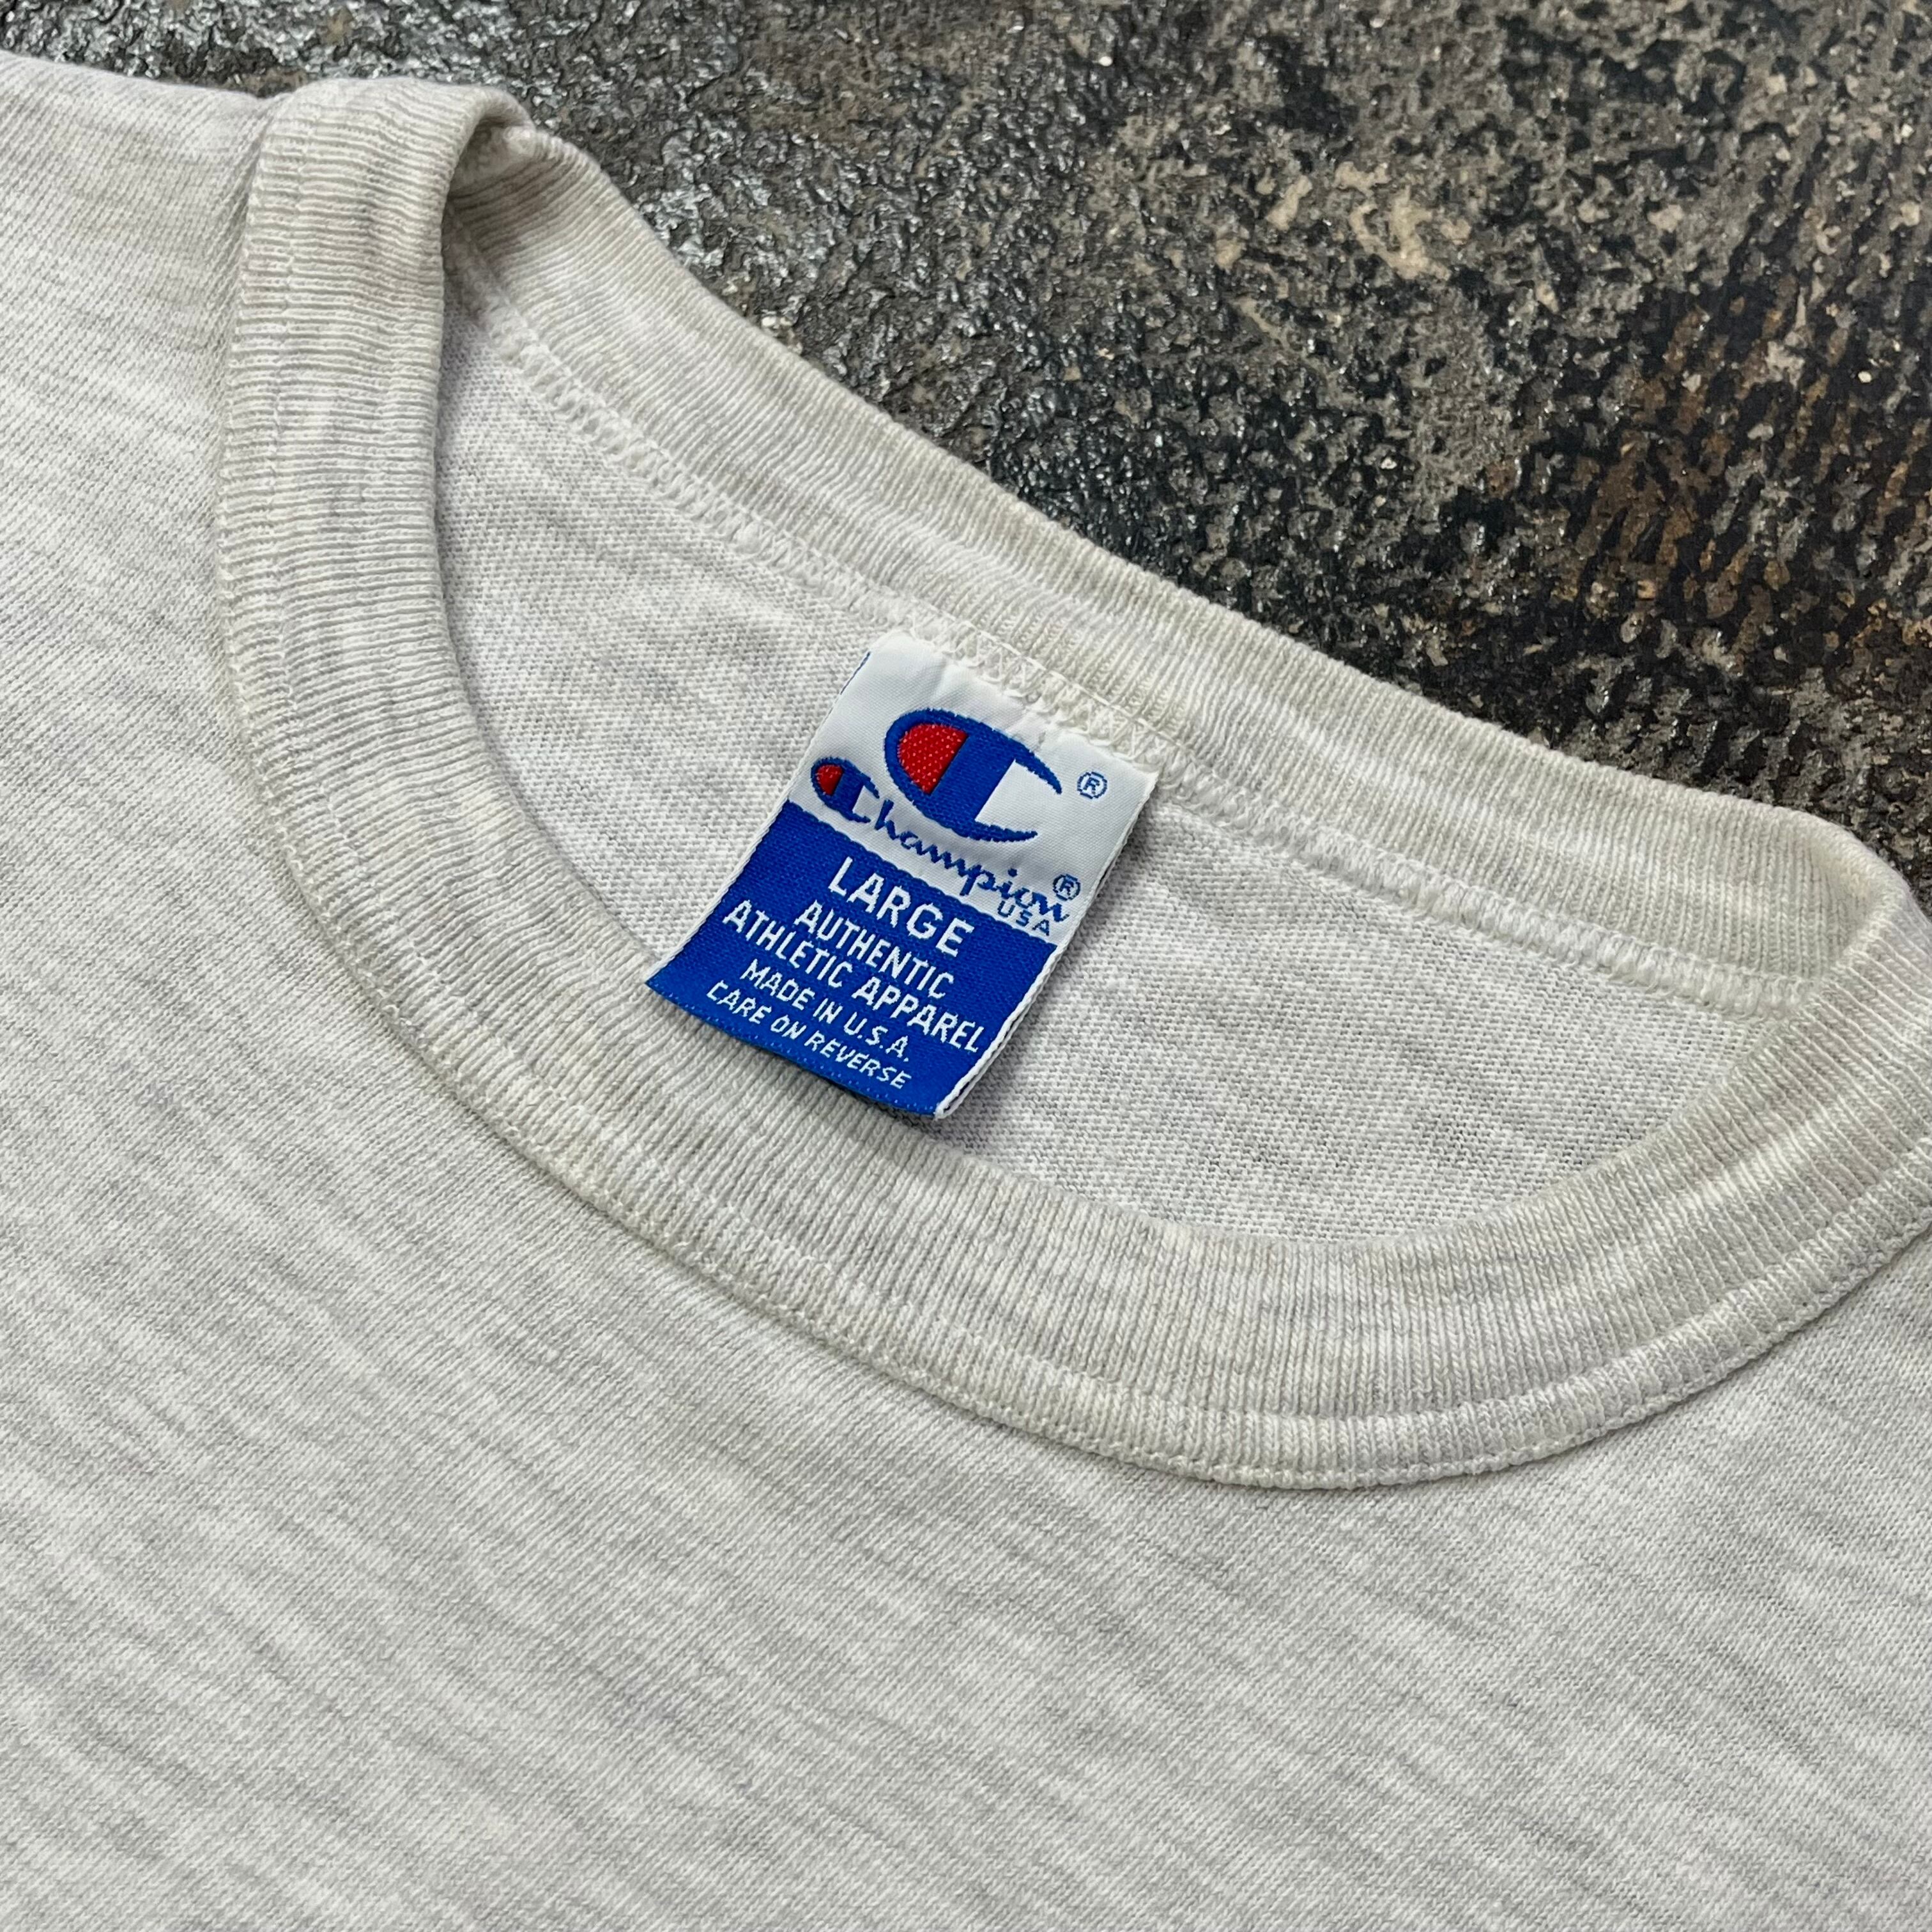 ®
Champion®
USA
LARGE
AUTHENTIC
ATHLETIC APPAREL
MADE IN U.S.A.
CARE ON REVERSE